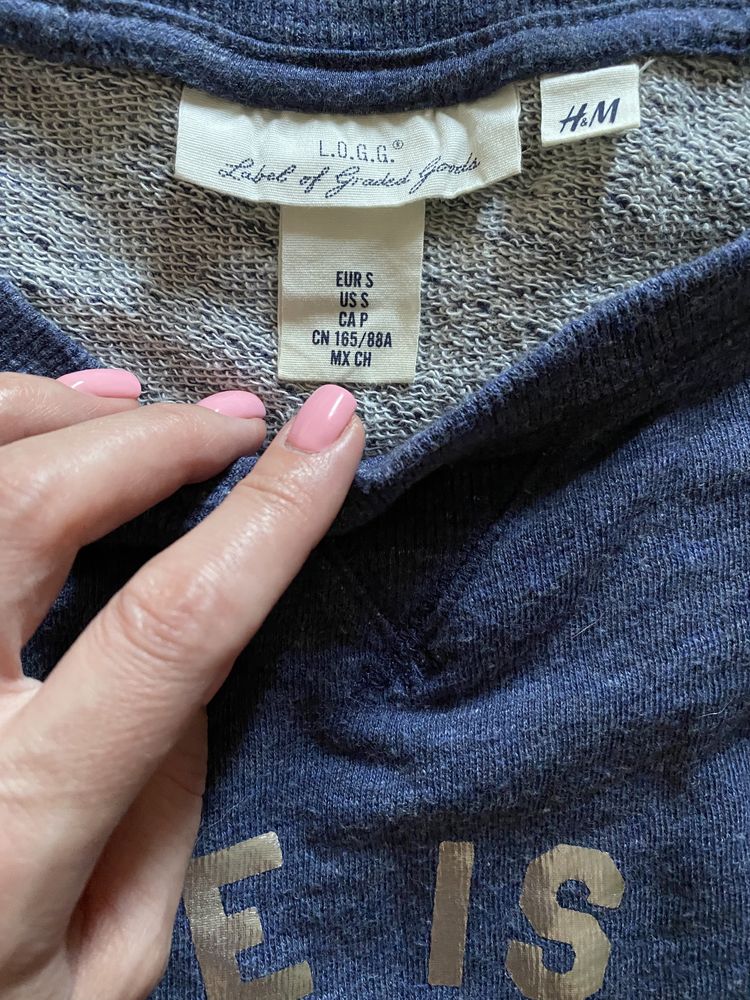 L.O.G.G.®
Label of Graded Goods
H&M
EUR S
US S
CA P
CN 165/88A
MX CH
E IS